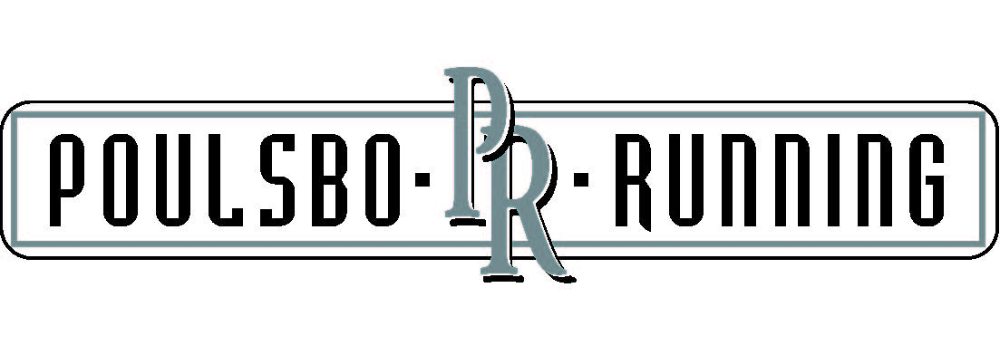 POULSBO · PR · RUNNING